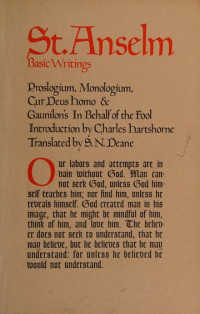 St. Anselm
Basic Writings
Proslogium, Monologium,
Cur Deus Homo &
Gaunilon's In Behalf of the Fool
Introduction by Charles Hartshorne
Translated by S. N. Deane
Our labors and attempts are in
vain without God. Man can-
not seek God, unless God him-
self teaches him; nor find him, unless he
reveals himself. God created man in his
image, that he might be mindful of him,
think of him, and love him. The believ-
er does not seek to understand, that he
may believe, but he believes that he may
understand: for unless he believed he
would not understand.